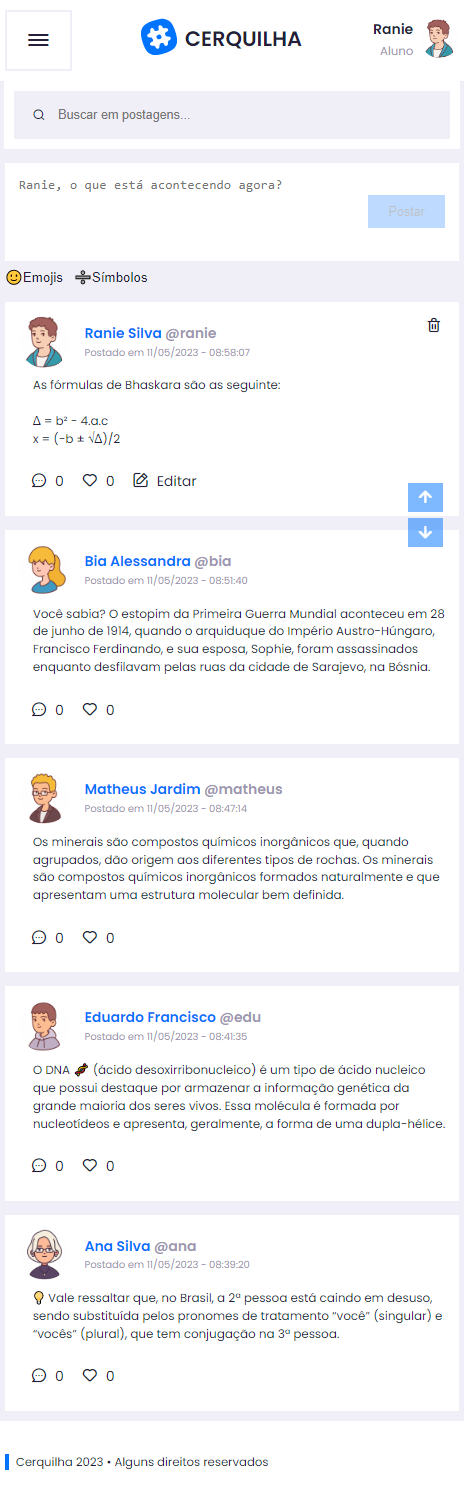 CERQUILHA
Ranie
Aluno
Buscar em postagens...
Ranie, o que está acontecendo agora?
Postar
Emojis Símbolos
Ranie Silva @ranie
Postado em 11/05/2023 - 08:58:07
As fórmulas de Bhaskara são as seguinte:
Δ = b² - 4.a.c
x = (-b ± √Δ)/2
0 0 Editar
Bia Alessandra @bia
Postado em 11/05/2023 - 08:51:40
Você sabia? O estopim da Primeira Guerra Mundial aconteceu em 28
de junho de 1914, quando o arquiduque do Império Austro-Húngaro,
Francisco Ferdinando, e sua esposa, Sophie, foram assassinados
enquanto desfilavam pelas ruas da cidade de Sarajevo, na Bósnia.
0 0
Matheus Jardim @matheus
Postado em 11/05/2023 - 08:47:14
Os minerais são compostos químicos inorgânicos que, quando
agrupados, dão origem aos diferentes tipos de rochas. Os minerais
são compostos químicos inorgânicos formados naturalmente e que
apresentam uma estrutura molecular bem definida.
0 0
Eduardo Francisco @edu
Postado em 11/05/2023 - 08:41:35
O DNA 🧬 (ácido desoxirribonucleico) é um tipo de ácido nucleico
que possui destaque por armazenar a informação genética da
grande maioria dos seres vivos. Essa molécula é formada por
nucleotídeos e apresenta, geralmente, a forma de uma dupla-hélice.
0 0
Ana Silva @ana
Postado em 11/05/2023 - 08:39:20
💡 Vale ressaltar que, no Brasil, a 2ª pessoa está caindo em desuso,
sendo substituída pelos pronomes de tratamento “você” (singular) e
“vocês” (plural), que tem conjugação na 3ª pessoa.
0 0
Cerquilha 2023 • Alguns direitos reservados